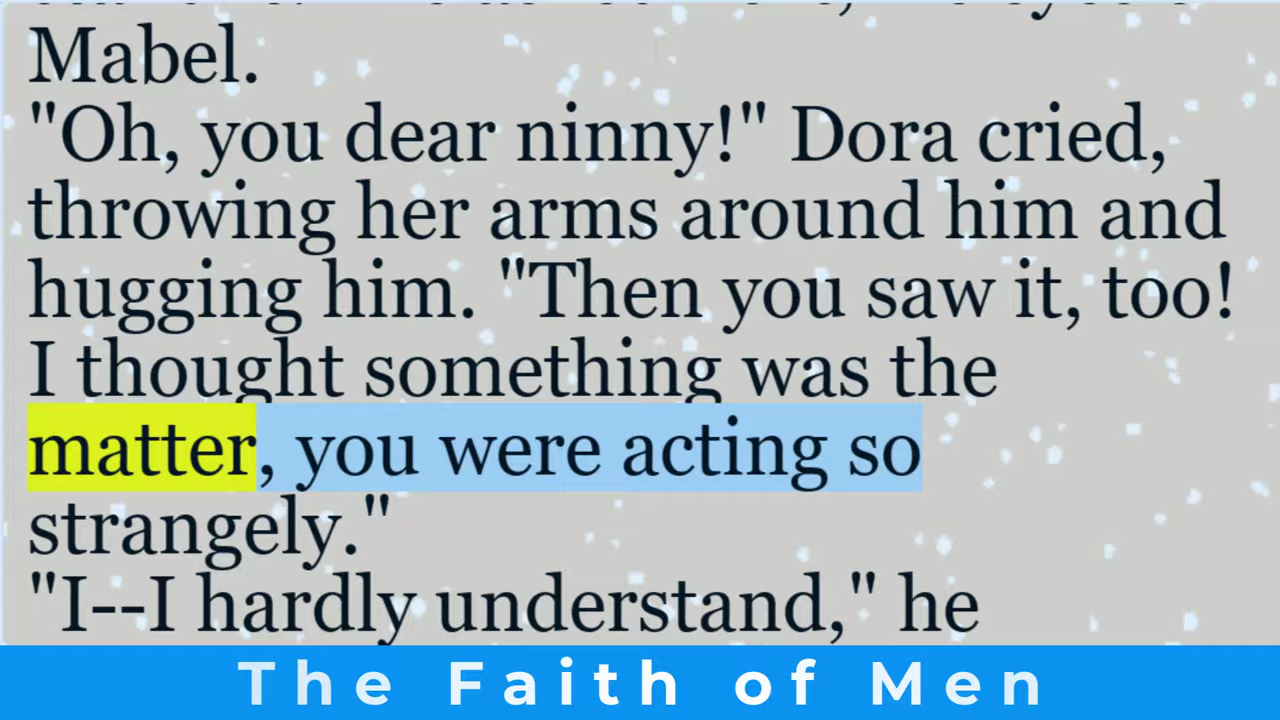 Mabel.
"Oh, you dear ninny!" Dora cried,
throwing her arms around him and
hugging him. "Then you saw it, too!
I thought something was the
matter, you were acting so
strangely."
"I--I hardly understand," he
The Faith of Men